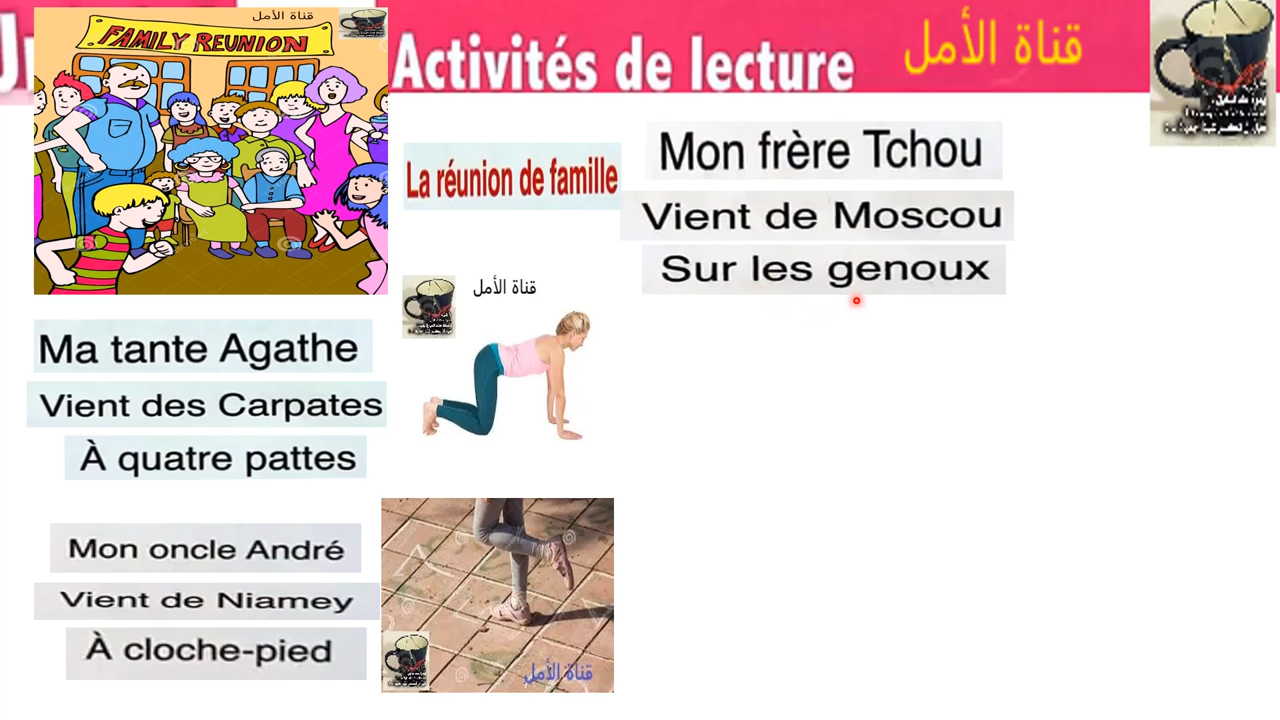 Activités de lecture
قناة الأمل
قناة الأمل
FAMILY REUNION
La réunion de famille
Mon frère Tchou
Vient de Moscou
Sur les genoux
قناة الأمل
Ma tante Agathe
Vient des Carpates
À quatre pattes
Mon oncle André
Vient de Niamey
À cloche-pied
قناة الأمل